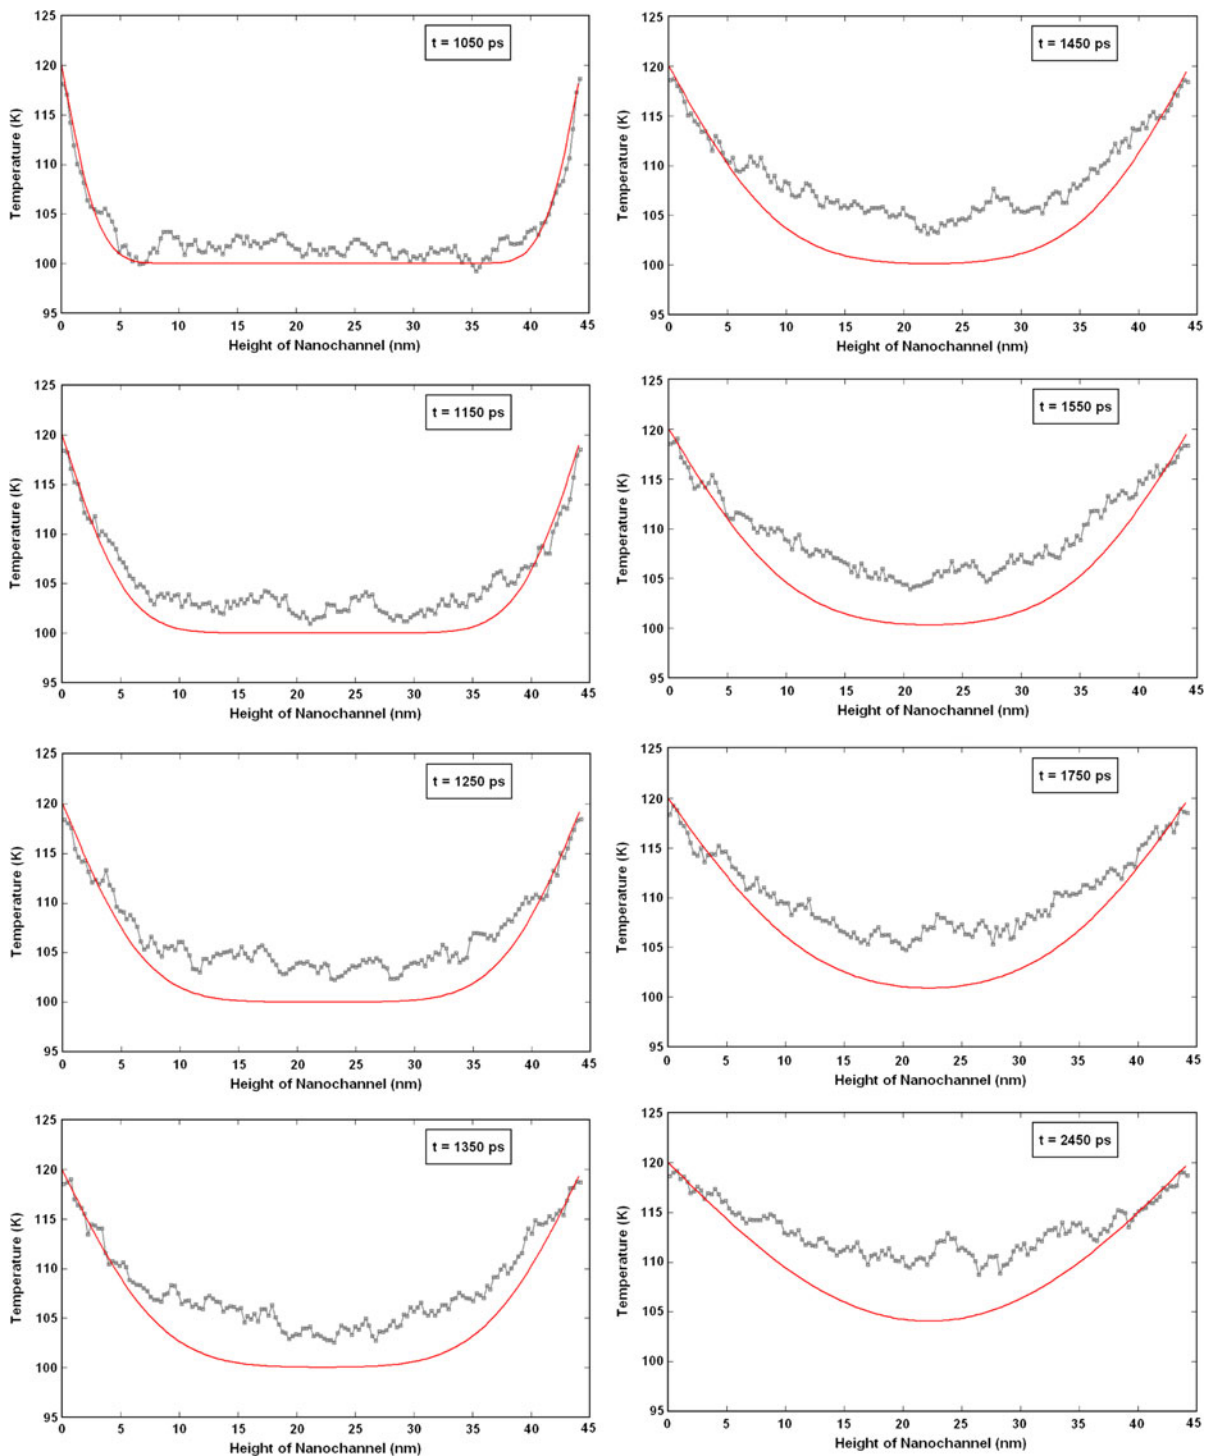 125
120
115
110
105
100
95
Temperature (K)
t = 1050 ps
0 5 10 15 20 25 30 35 40 45
Height of Nanochannel (nm)
125
120
115
110
105
100
95
Temperature (K)
t = 1150 ps
0 5 10 15 20 25 30 35 40 45
Height of Nanochannel (nm)
125
120
115
110
105
100
95
Temperature (K)
t = 1250 ps
0 5 10 15 20 25 30 35 40 45
Height of Nanochannel (nm)
125
120
115
110
105
100
95
Temperature (K)
t = 1350 ps
0 5 10 15 20 25 30 35 40 45
Height of Nanochannel (nm)
125
120
115
110
105
100
95
Temperature (K)
t = 1450 ps
0 5 10 15 20 25 30 35 40 45
Height of Nanochannel (nm)
125
120
115
110
105
100
95
Temperature (K)
t = 1550 ps
0 5 10 15 20 25 30 35 40 45
Height of Nanochannel (nm)
125
120
115
110
105
100
95
Temperature (K)
t = 1750 ps
0 5 10 15 20 25 30 35 40 45
Height of Nanochannel (nm)
125
120
115
110
105
100
95
Temperature (K)
t = 2450 ps
0 5 10 15 20 25 30 35 40 45
Height of Nanochannel (nm)